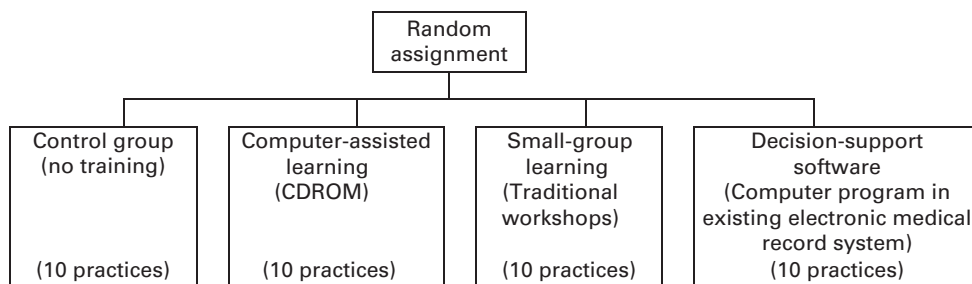 Random
assignment
Control group
(no training)
(10 practices)
Computer-assisted
learning
(CDROM)
(10 practices)
Small-group
learning
(Traditional
workshops)
(10 practices)
Decision-support
software
(Computer program in
existing electronic medical
record system)
(10 practices)